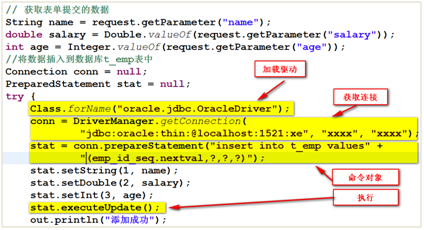 // 获取表单提交的数据
String name = request.getParameter("name");
double salary = Double.valueOf(request.getParameter("salary"));
int age = Integer.valueOf(request.getParameter("age"));
//将数据插入到数据库t_emp表中
Connection conn = null;
PreparedStatement stat = null;
try {
加载驱动
Class.forName("oracle.jdbc.OracleDriver");
获取连接
conn = DriverManager.getConnection(
"jdbc:oracle:thin:@localhost:1521:xe", "xxxx", "xxxx");
stat = conn.prepareStatement("insert into t_emp values" +
"(emp_id_seq.nextval,?,?,?)");
命令对象
stat.setString(1, name);
stat.setDouble(2, salary);
stat.setInt(3, age);
执行
stat.executeUpdate();
out.println("添加成功");